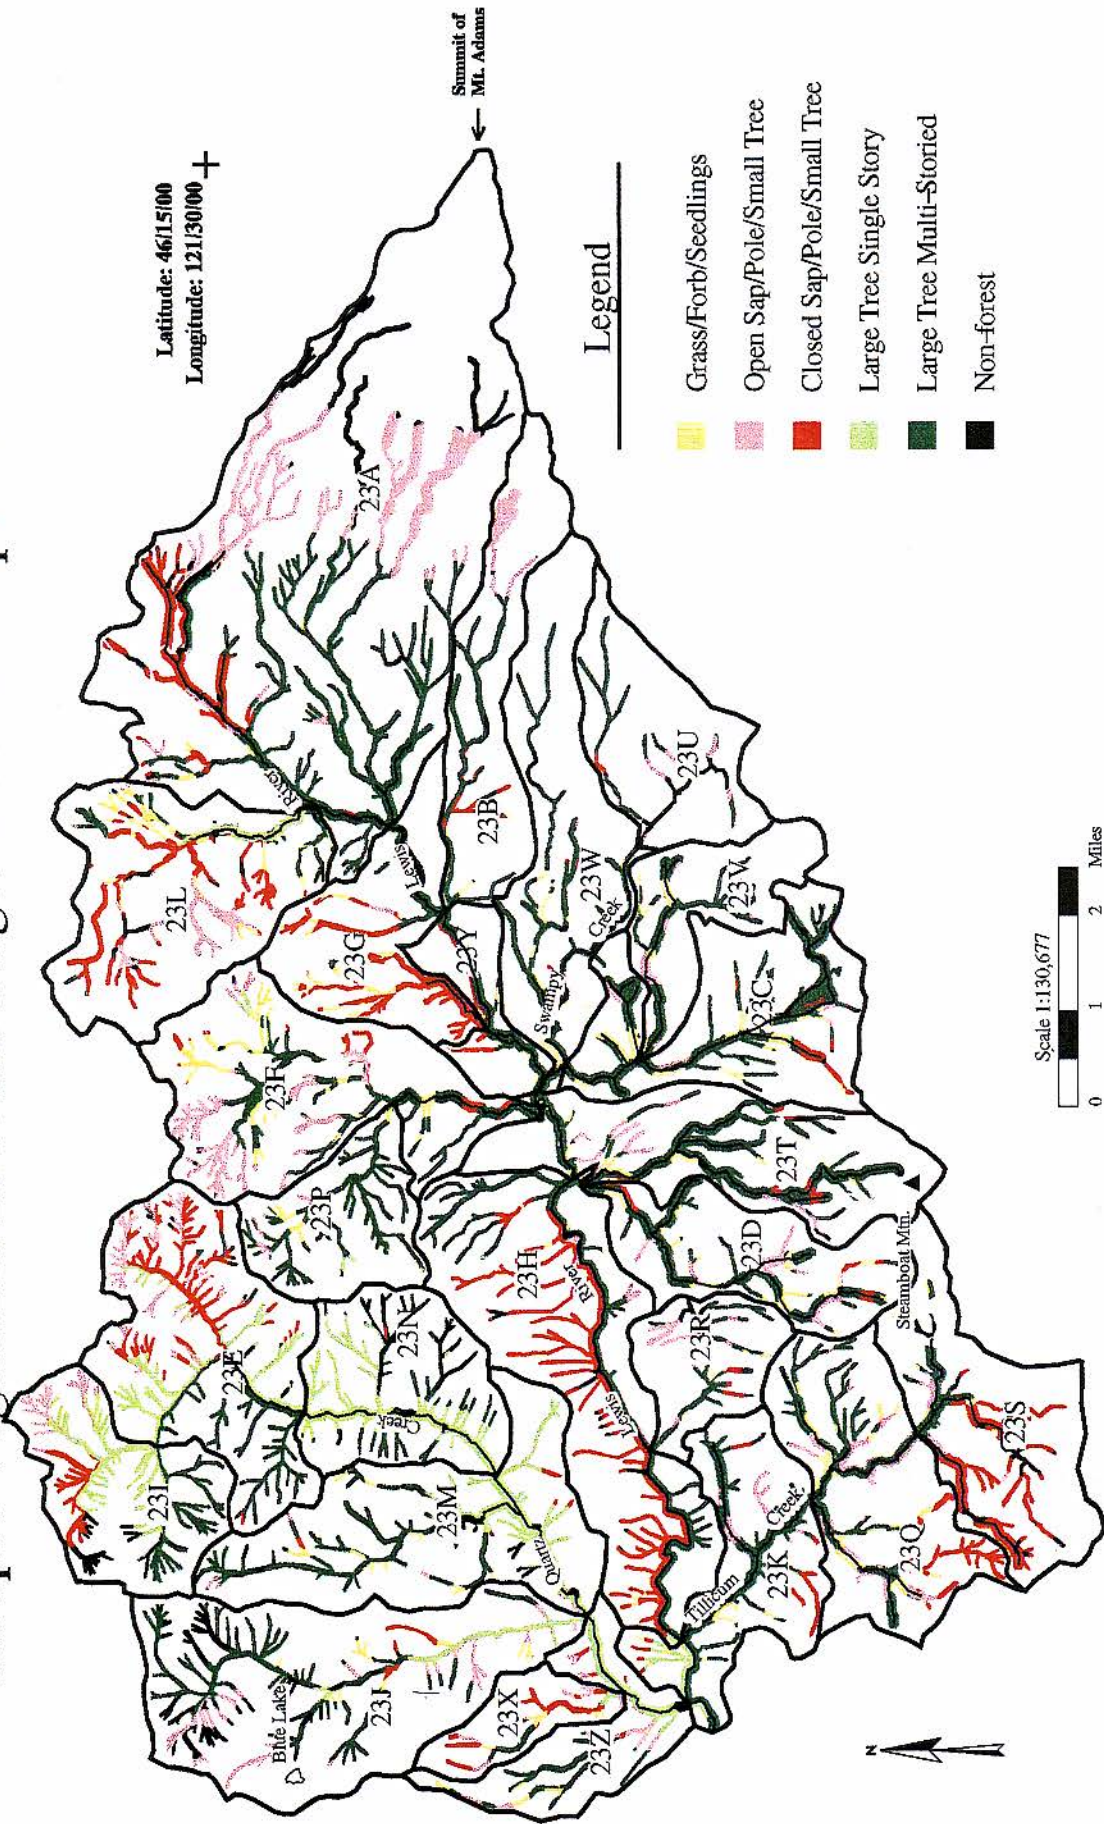 Summit of
Mt. Adams
Latitude: 46/15/00
Longitude: 121/30/00
Legend
Grass/Forb/Seedlings
Open Sap/Pole/Small Tree
Closed Sap/Pole/Small Tree
Large Tree Single Story
Large Tree Multi-Storied
Non-forest
23A
River
Lewis
23B
23U
23L
23G
23Y
23W
Creek
Swampy
23V
23C
23F
23P
23T
23D
Steamboat Mtn.
23H
River
Lewis
23R
23E
23N
Creek
23I
23M
Quartz
23S
23Q
Creek
23K
Tillicum
Blue Lake
23J
23X
23Z
N
Scale 1:130,677
0 1 2 Miles